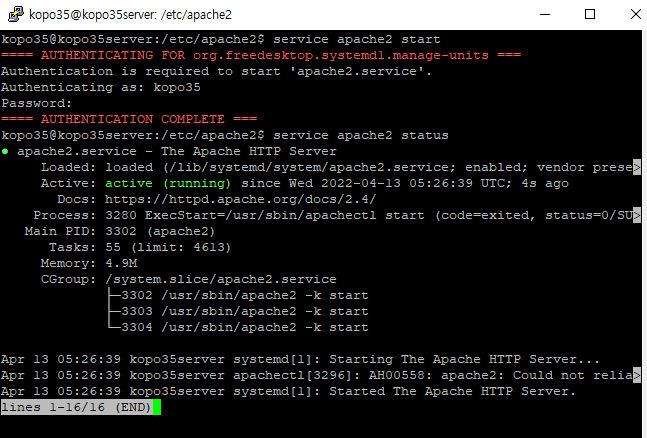 kopo35@kopo35server: /etc/apache2
kopo35@kopo35server:/etc/apache2$ service apache2 start
==== AUTHENTICATING FOR org.freedesktop.systemd1.manage-units ===
Authentication is required to start 'apache2.service'.
Authenticating as: kopo35
Password:
==== AUTHENTICATION COMPLETE ===
kopo35@kopo35server:/etc/apache2$ service apache2 status
● apache2.service - The Apache HTTP Server
Loaded: loaded (/lib/systemd/system/apache2.service; enabled; vendor prese>
Active: active (running) since Wed 2022-04-13 05:26:39 UTC; 4s ago
Docs: https://httpd.apache.org/docs/2.4/
Process: 3280 ExecStart=/usr/sbin/apachectl start (code=exited, status=0/SU>
Main PID: 3302 (apache2)
Tasks: 55 (limit: 4613)
Memory: 4.9M
CGroup: /system.slice/apache2.service
├─3302 /usr/sbin/apache2 -k start
├─3303 /usr/sbin/apache2 -k start
└─3304 /usr/sbin/apache2 -k start
Apr 13 05:26:39 kopo35server systemd[1]: Starting The Apache HTTP Server...
Apr 13 05:26:39 kopo35server apachectl[3296]: AH00558: apache2: Could not relia>
Apr 13 05:26:39 kopo35server systemd[1]: Started The Apache HTTP Server.
lines 1-16/16 (END)